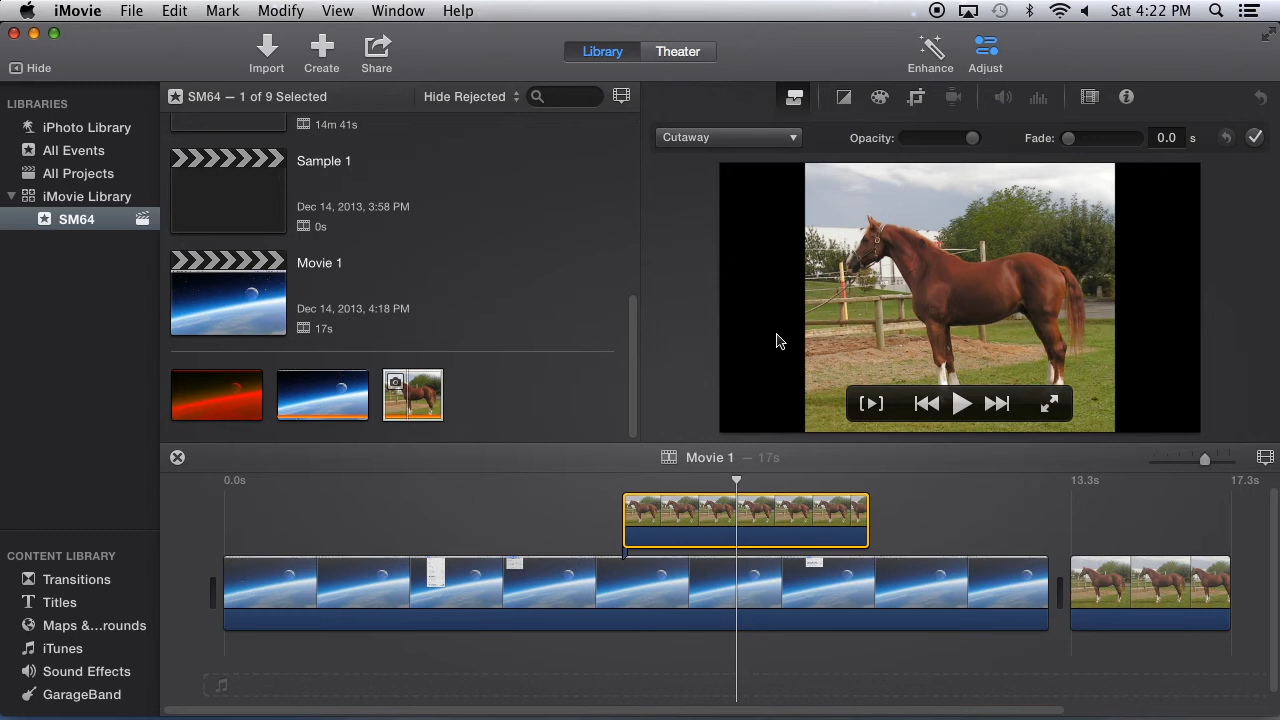 iMovie File Edit Mark Modify View Window Help Sat 4:22 PM
Hide Import Create Share Library Theater Enhance Adjust
LIBRARIES
iPhoto Library
All Events
All Projects
iMovie Library
SM64
CONTENT LIBRARY
Transitions
Titles
Maps &...rounds
iTunes
Sound Effects
GarageBand
SM64 — 1 of 9 Selected Hide Rejected
14m 41s
Sample 1
Dec 14, 2013, 3:58 PM
0s
Movie 1
Dec 14, 2013, 4:18 PM
17s
Cutaway Opacity: Fade: 0.0 s
Movie 1 — 17s
0.0s 13.3s 17.3s